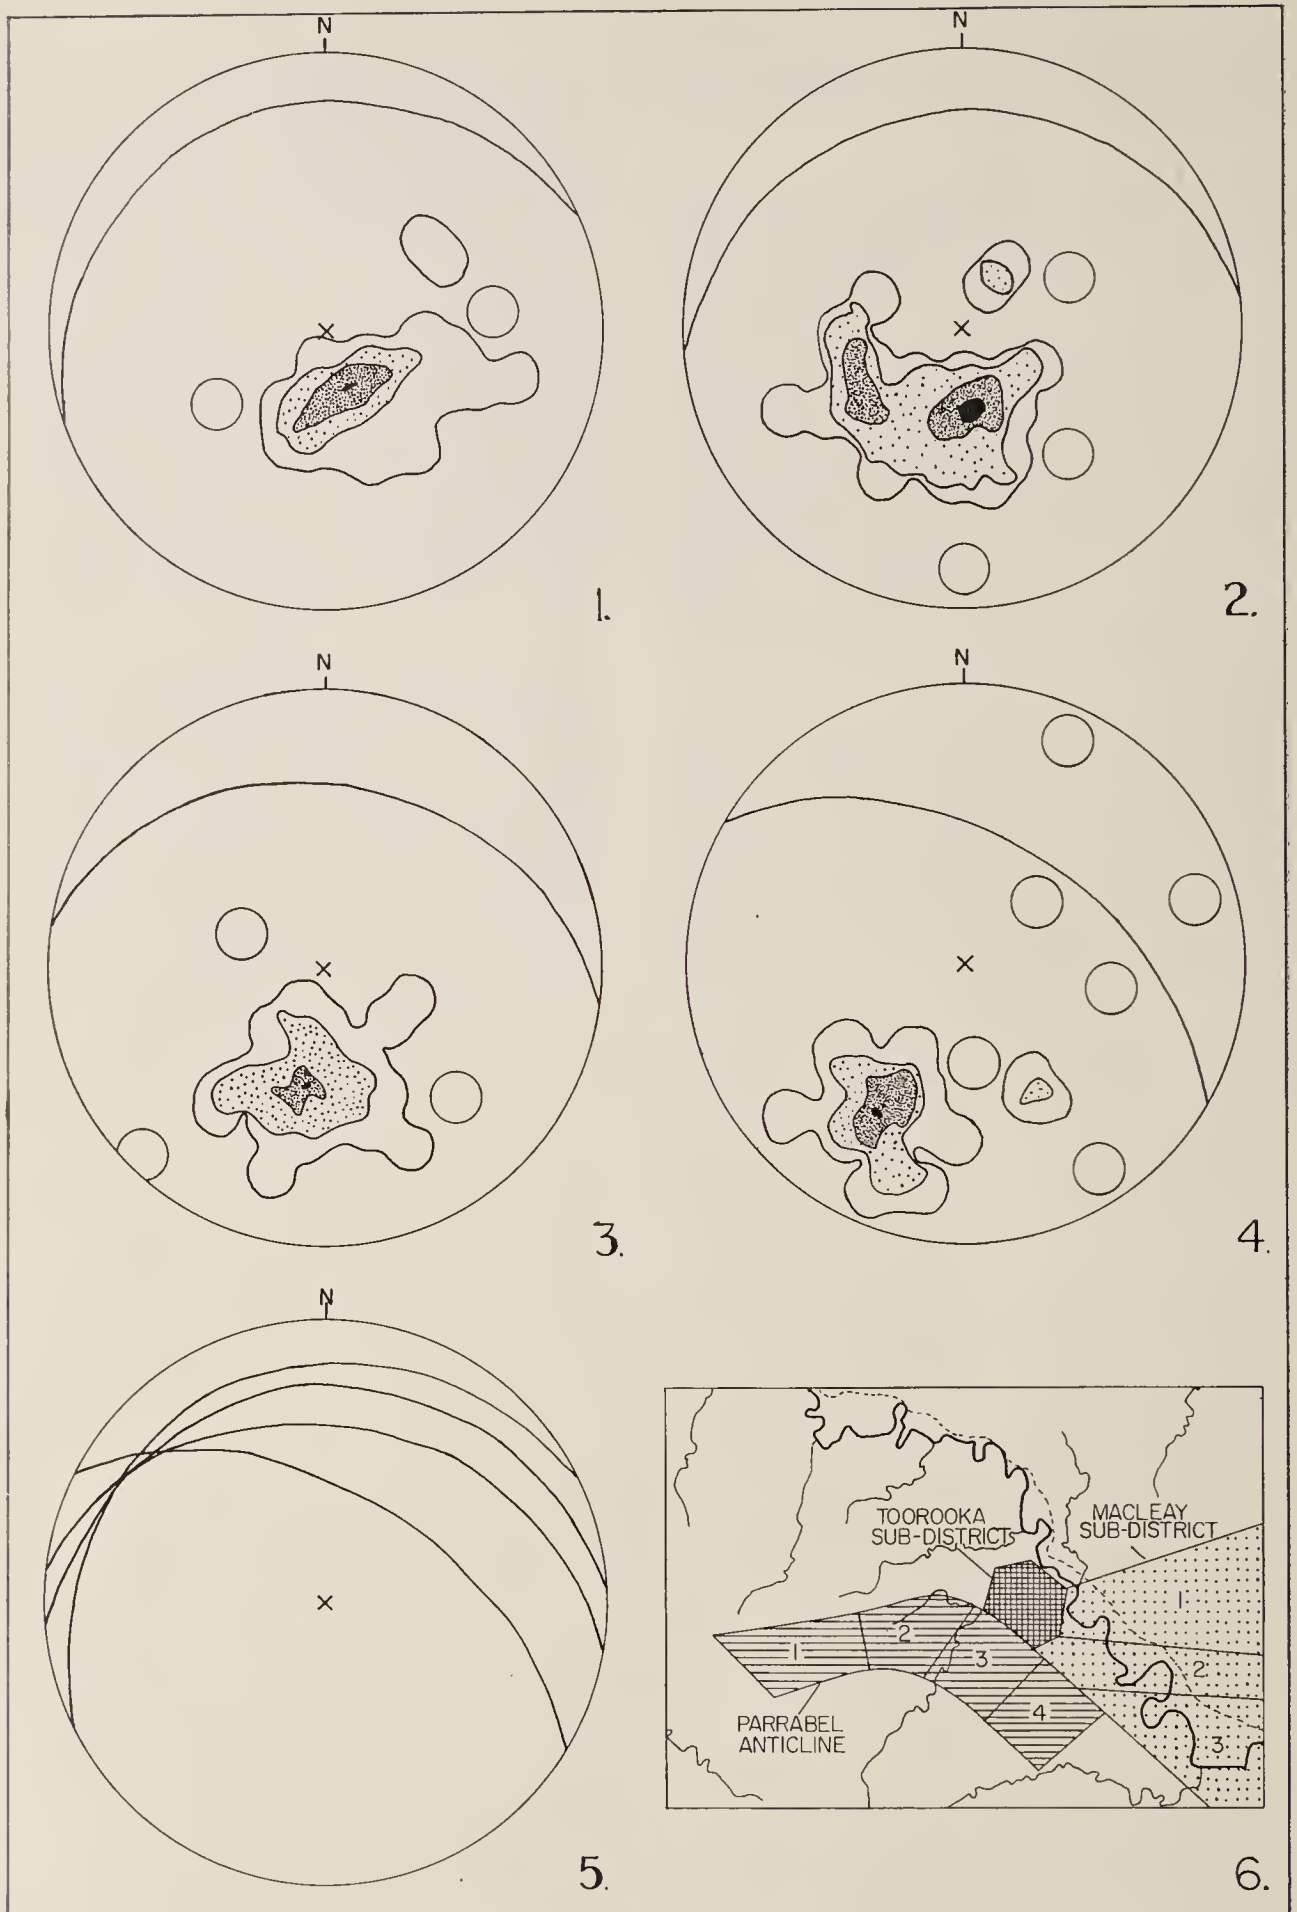 N
N
1.
2.
N
N
3.
4.
N
TOOROOKA
SUB-DISTRICT
MACLEAY
SUB-DISTRICT
1
2
1
3
2
4
3
PARRABEL
ANTICLINE
5.
6.